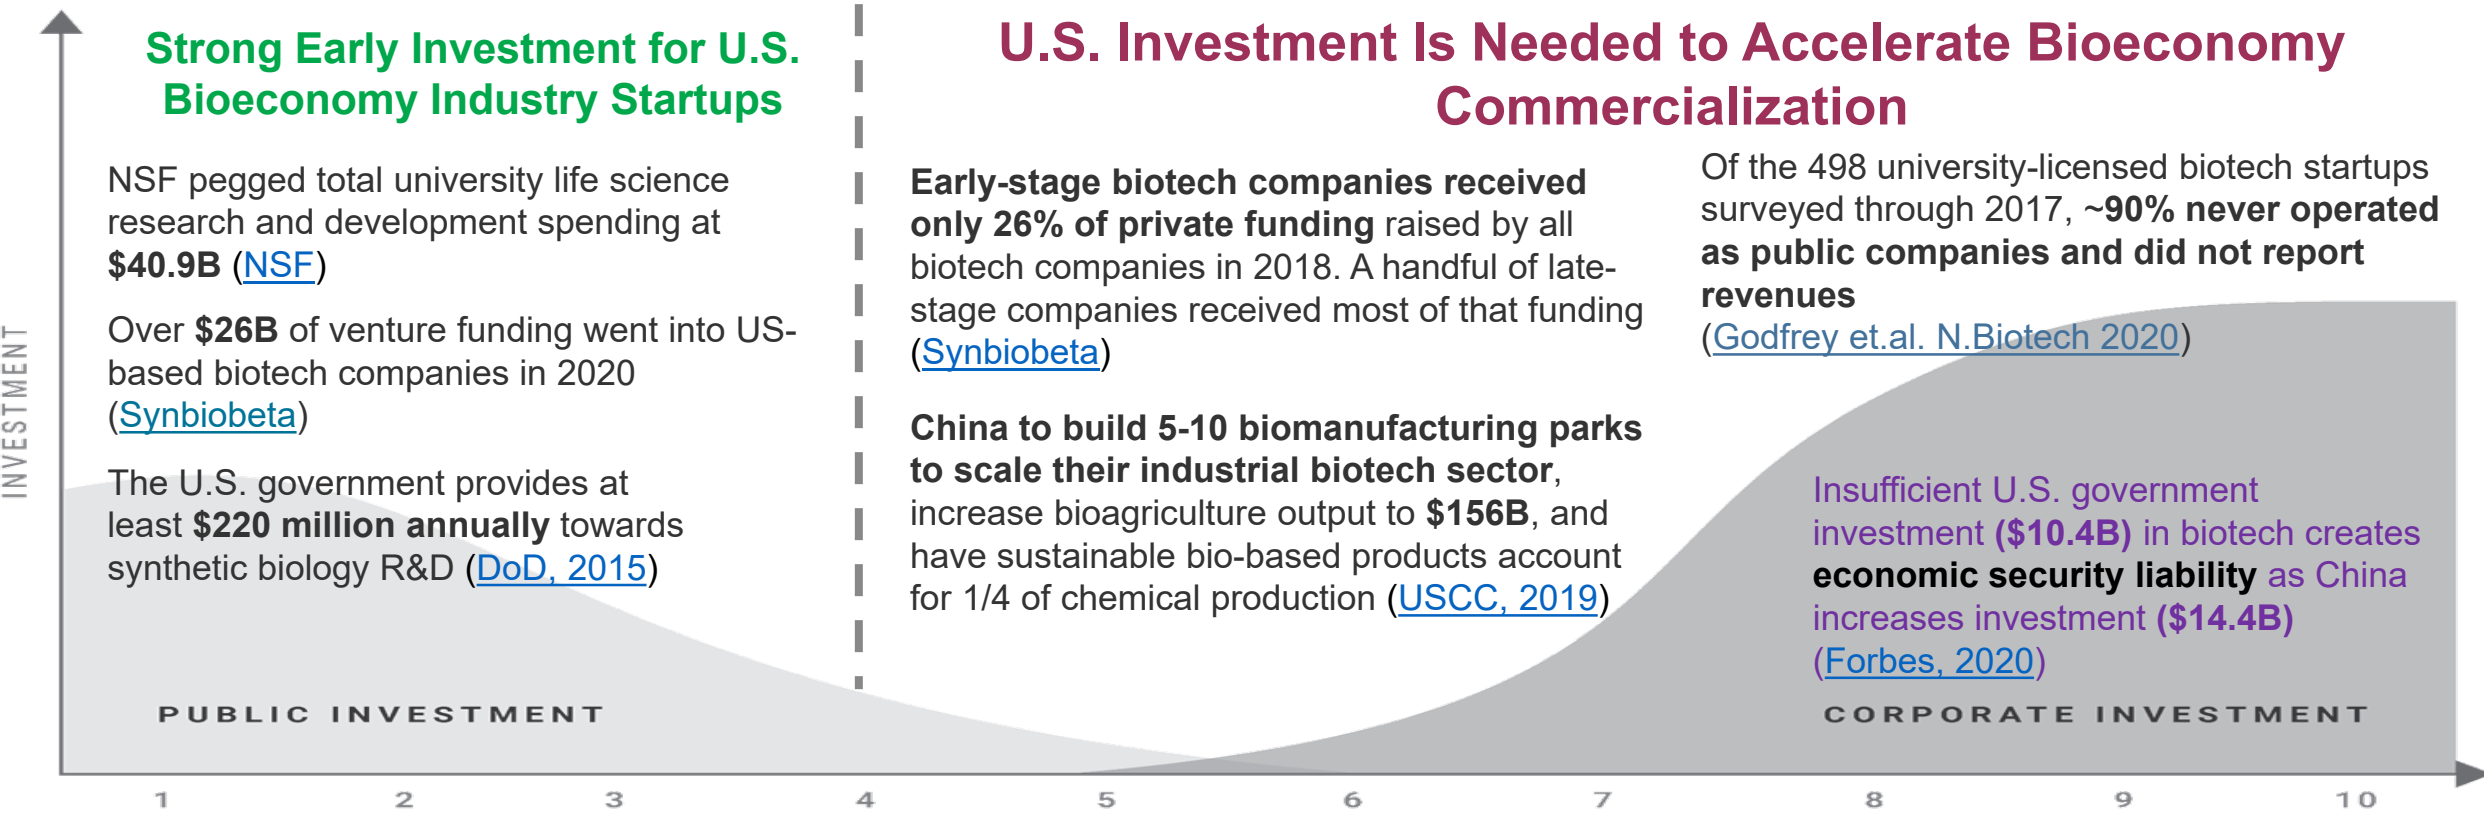 Strong Early Investment for U.S.
Bioeconomy Industry Startups
NSF pegged total university life science
research and development spending at
$40.9B (NSF)
Over $26B of venture funding went into US-
based biotech companies in 2020
(Synbiobeta)
The U.S. government provides at
least $220 million annually towards
synthetic biology R&D (DoD, 2015)
U.S. Investment Is Needed to Accelerate Bioeconomy
Commercialization
Early-stage biotech companies received
only 26% of private funding raised by all
biotech companies in 2018. A handful of late-
stage companies received most of that funding
(Synbiobeta)
China to build 5-10 biomanufacturing parks
to scale their industrial biotech sector,
increase bioagriculture output to $156B, and
have sustainable bio-based products account
for 1/4 of chemical production (USCC, 2019)
Of the 498 university-licensed biotech startups
surveyed through 2017, ~90% never operated
as public companies and did not report
revenues
(Godfrey et.al. N.Biotech 2020)
Insufficient U.S. government
investment ($10.4B) in biotech creates
economic security liability as China
increases investment ($14.4B)
(Forbes, 2020)
INVESTMENT
PUBLIC INVESTMENT
CORPORATE INVESTMENT
1 2 3 4 5 6 7 8 9 10